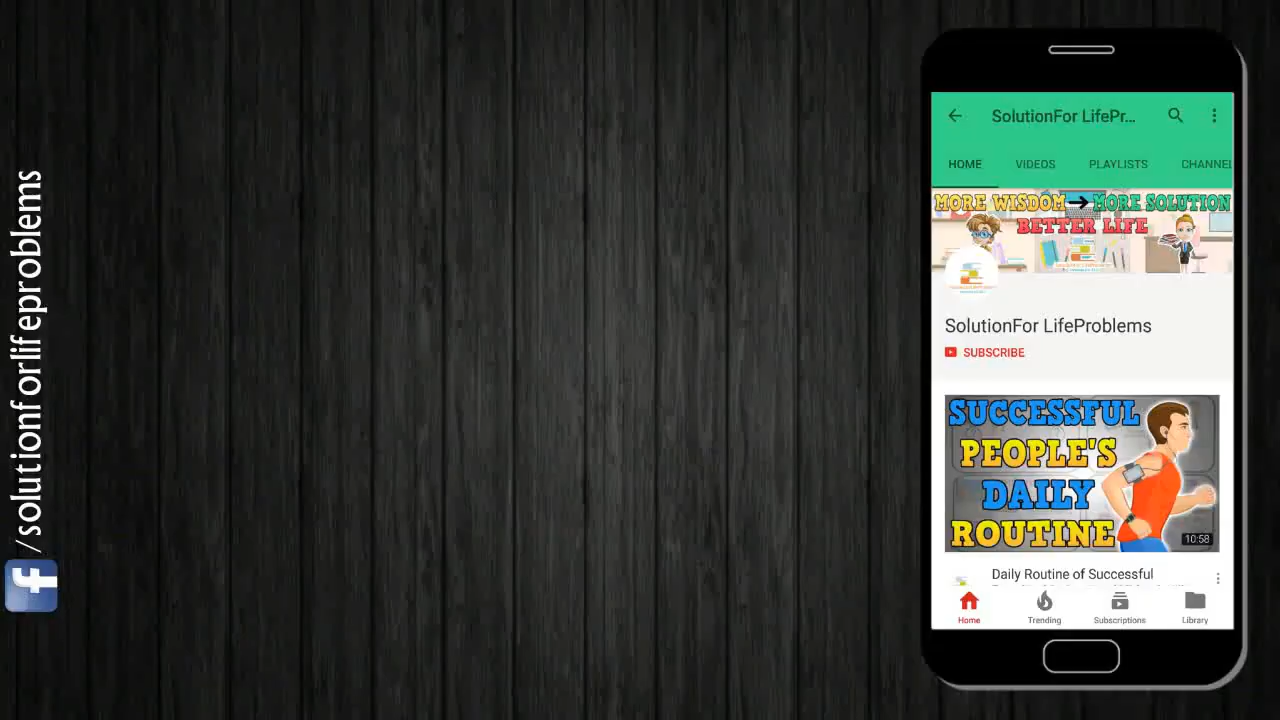 /solutionforlifeproblems
SolutionFor LifePr...
HOME VIDEOS PLAYLISTS CHANNEL
MORE WISDOM → MORE SOLUTION
BETTER LIFE
SolutionFor LifeProblems
SUBSCRIBE
SUCCESSFUL
PEOPLE'S
DAILY
ROUTINE
10:58
Daily Routine of Successful
Home Trending Subscriptions Library